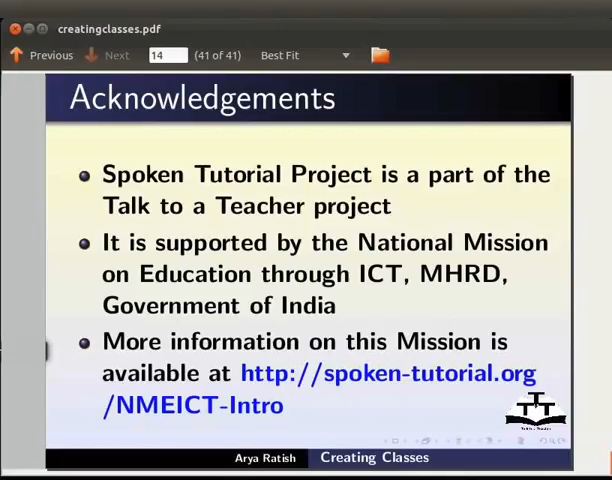 creatingclasses.pdf
Previous Next 14 (41 of 41) Best Fit
Acknowledgements
Spoken Tutorial Project is a part of the
Talk to a Teacher project
It is supported by the National Mission
on Education through ICT, MHRD,
Government of India
More information on this Mission is
available at http://spoken-tutorial.org
/NMEICT-Intro
Arya Ratish Creating Classes